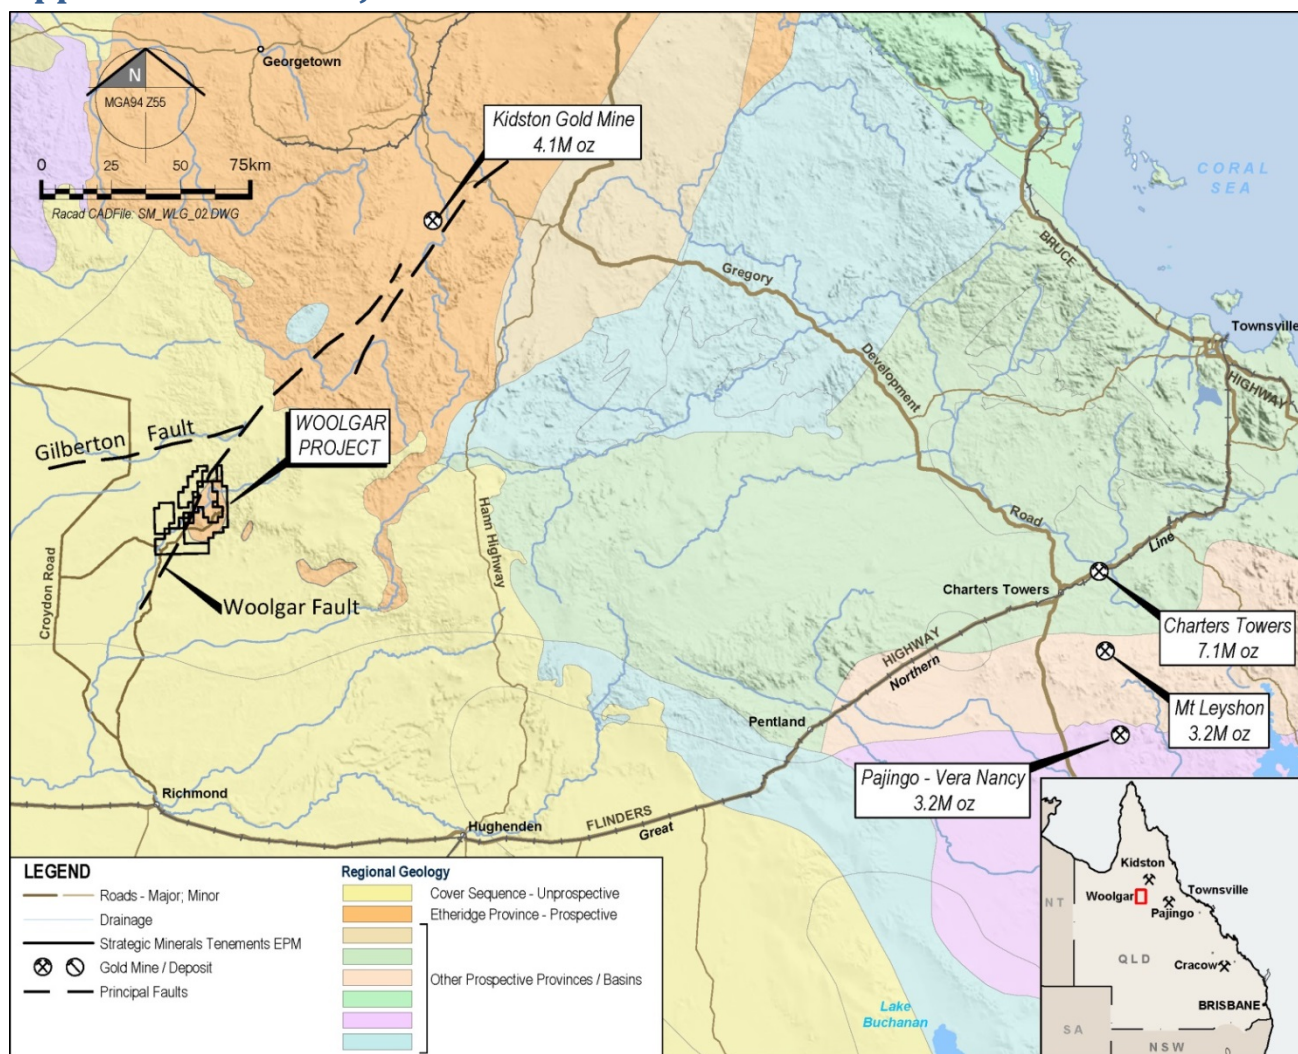 Georgetown
N
MGA94 Z55
0 25 50 75km
Racad CADFile: SM_WLG_02.DWG
Kidston Gold Mine
4.1M oz
CORAL
SEA
BRUCE
HIGHWAY
Townsville
Gregory
Development
Road
Gilberton Fault
WOOLGAR
PROJECT
Croydon Road
Hann Highway
Woolgar Fault
Line
Charters Towers
Charters Towers
7.1M oz
HIGHWAY
Northern
Mt Leyshon
3.2M oz
Pentland
Pajingo - Vera Nancy
3.2M oz
Richmond
Hughenden
FLINDERS
Great
Lake
Buchanan
LEGEND
Roads - Major; Minor
Drainage
Strategic Minerals Tenements EPM
Gold Mine / Deposit
Principal Faults
Regional Geology
Cover Sequence - Unprospective
Etheridge Province - Prospective
Other Prospective Provinces / Basins
Kidston
Woolgar
Townsville
Pajingo
NT
QLD
Cracow
BRISBANE
SA
NSW